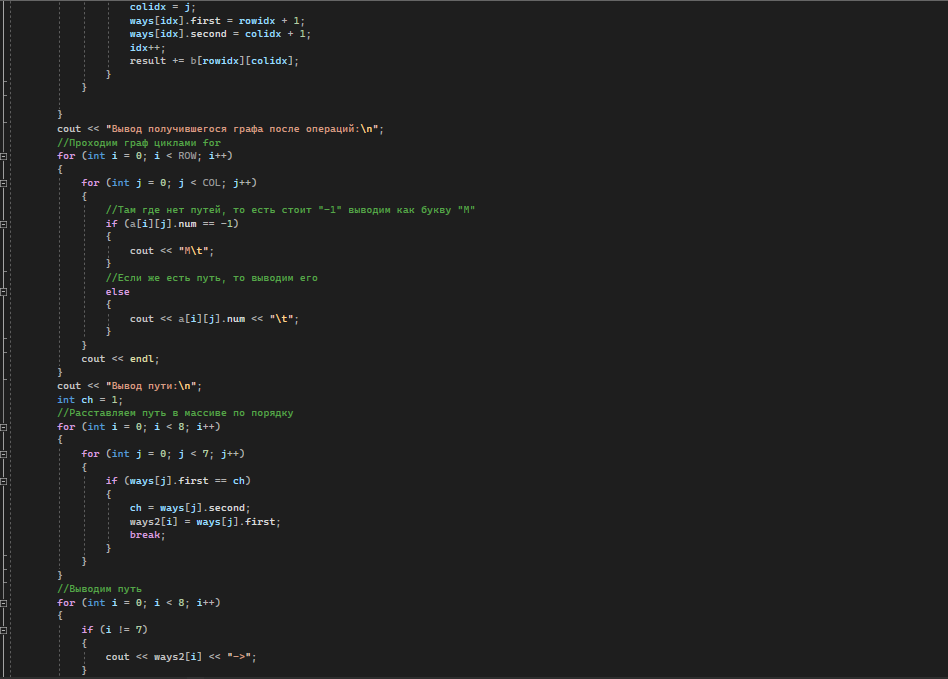 colidx = j;
ways[idx].first = rowidx + 1;
ways[idx].second = colidx + 1;
idx++;
result += b[rowidx][colidx];
}
}
}
cout << "Вывод получившегося графа после операций:\n";
//Проходим граф циклами for
for (int i = 0; i < ROW; i++)
{
for (int j = 0; j < COL; j++)
{
//Там где нет путей, то есть стоит "-1" выводим как букву "М"
if (a[i][j].num == -1)
{
cout << "М\t";
}
//Если же есть путь, то выводим его
else
{
cout << a[i][j].num << "\t";
}
}
cout << endl;
}
cout << "Вывод пути:\n";
int ch = 1;
//Расставляем путь в массиве по порядку
for (int i = 0; i < 8; i++)
{
for (int j = 0; j < 7; j++)
{
if (ways[j].first == ch)
{
ch = ways[j].second;
ways2[i] = ways[j].first;
break;
}
}
}
//Выводим путь
for (int i = 0; i < 8; i++)
{
if (i != 7)
{
cout << ways2[i] << "->";
}